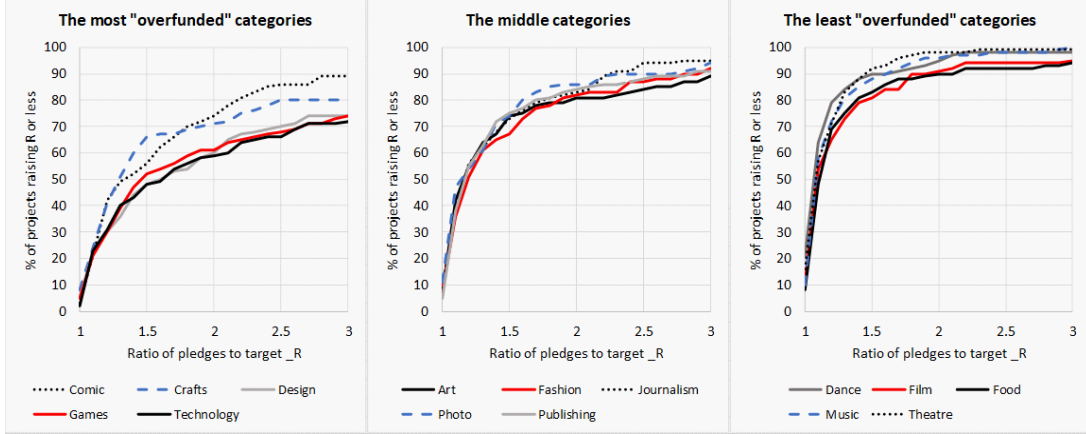 The most "overfunded" categories
% of projects raising R or less
100
90
80
70
60
50
40
30
20
10
0
1 1.5 2 2.5 3
Ratio of pledges to target _R
Comic Crafts Design
Games Technology
The middle categories
% of projects raising R or less
100
90
80
70
60
50
40
30
20
10
0
1 1.5 2 2.5 3
Ratio of pledges to target _R
Art Fashion Journalism
Photo Publishing
The least "overfunded" categories
% of projects raising R or less
100
90
80
70
60
50
40
30
20
10
0
1 1.5 2 2.5 3
Ratio of pledges to target _R
Dance Film Food
Music Theatre